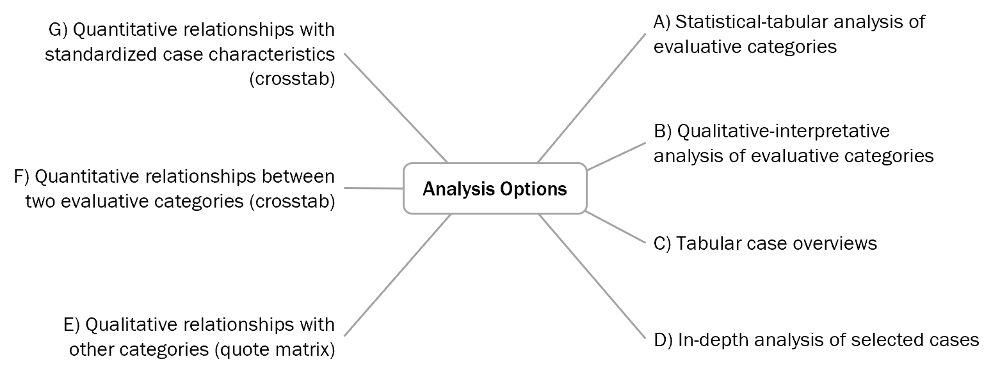 G) Quantitative relationships with
standardized case characteristics
(crosstab)
F) Quantitative relationships between
two evaluative categories (crosstab)
E) Qualitative relationships with
other categories (quote matrix)
Analysis Options
A) Statistical-tabular analysis of
evaluative categories
B) Qualitative-interpretative
analysis of evaluative categories
C) Tabular case overviews
D) In-depth analysis of selected cases